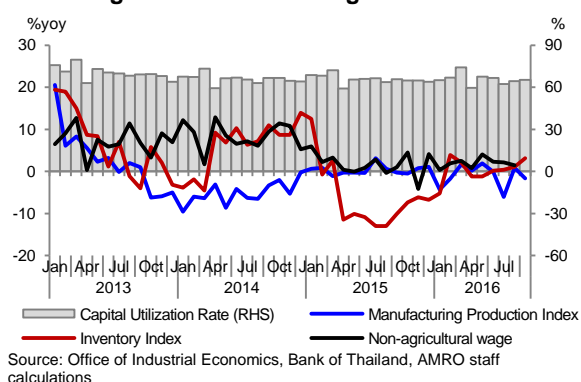 %yoy %
30 90
20 60
10 30
0 0
-10 -30
-20 -60
Jan Apr Jul Oct Jan Apr Jul Oct Jan Apr Jul Oct Jan Apr Jul
2013 2014 2015 2016
Capital Utilization Rate (RHS) Manufacturing Production Index
Inventory Index Non-agricultural wage
Source: Office of Industrial Economics, Bank of Thailand, AMRO staff
calculations